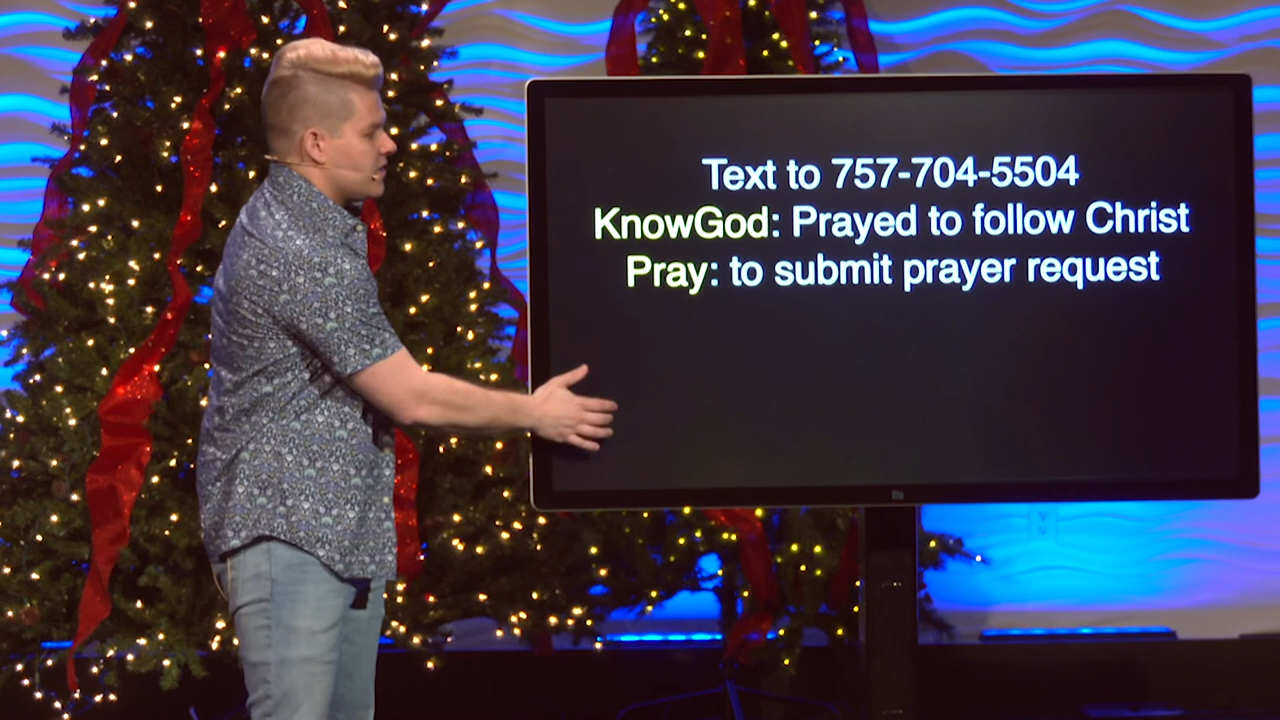 Text to 757-704-5504
KnowGod: Prayed to follow Christ
Pray: to submit prayer request